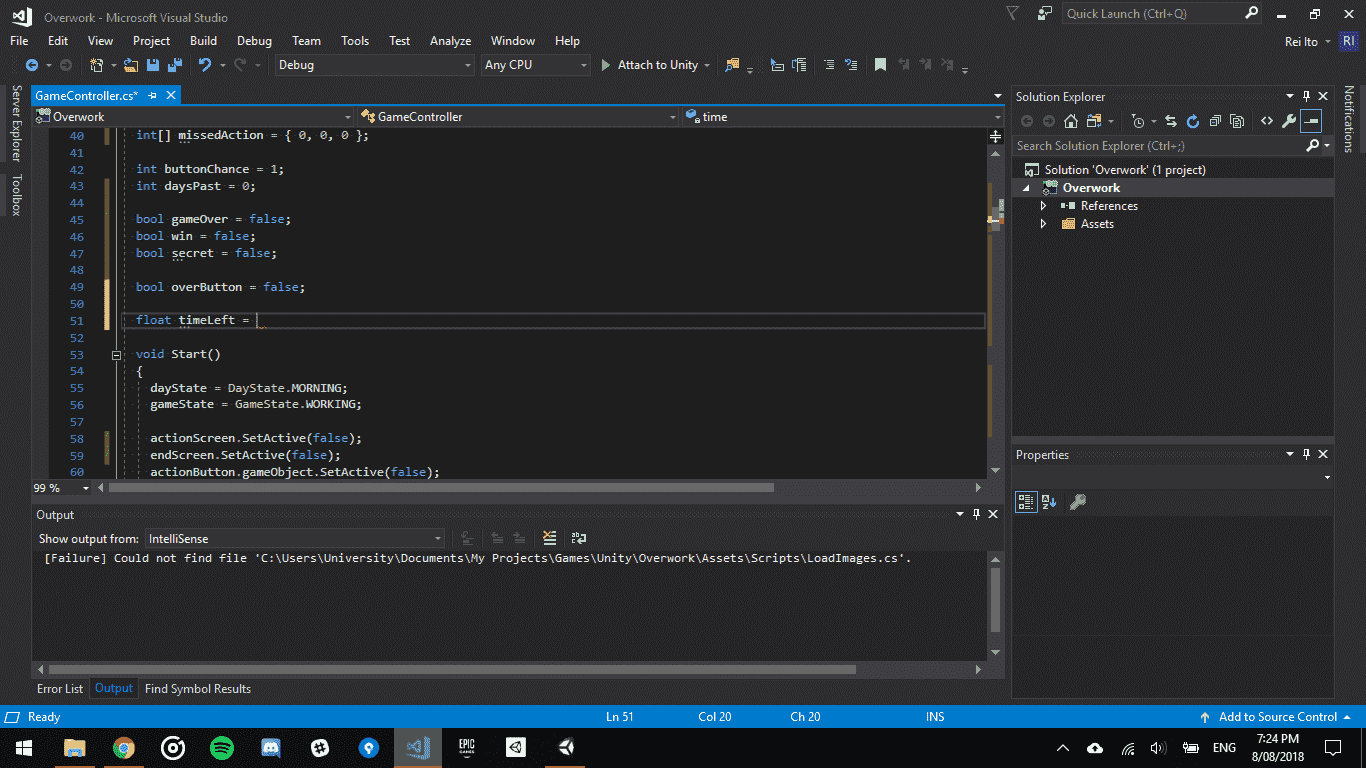 Overwork - Microsoft Visual Studio
Quick Launch (Ctrl+Q)
File Edit View Project Build Debug Team Tools Test Analyze Window Help
Rei Ito RI
Debug Any CPU Attach to Unity
Server Explorer
Toolbox
GameController.cs*
Overwork GameController time
40 int[] missedAction = { 0, 0, 0 };
41
42 int buttonChance = 1;
43 int daysPast = 0;
44
45 bool gameOver = false;
46 bool win = false;
47 bool secret = false;
48
49 bool overButton = false;
50
51 float timeLeft =
52
53 void Start()
54 {
55 dayState = DayState.MORNING;
56 gameState = GameState.WORKING;
57
58 actionScreen.SetActive(false);
59 endScreen.SetActive(false);
60 actionButton.gameObject.SetActive(false);
99 %
Output
Show output from: IntelliSense
[Failure] Could not find file 'C:\Users\University\Documents\My Projects\Games\Unity\Overwork\Assets\Scripts\LoadImages.cs'.
Error List Output Find Symbol Results
Solution Explorer
Search Solution Explorer (Ctrl+;)
Solution 'Overwork' (1 project)
Overwork
References
Assets
Properties
Notifications
Ready Ln 51 Col 20 Ch 20 INS Add to Source Control
EPIC GAMES
ENG
7:24 PM
8/08/2018